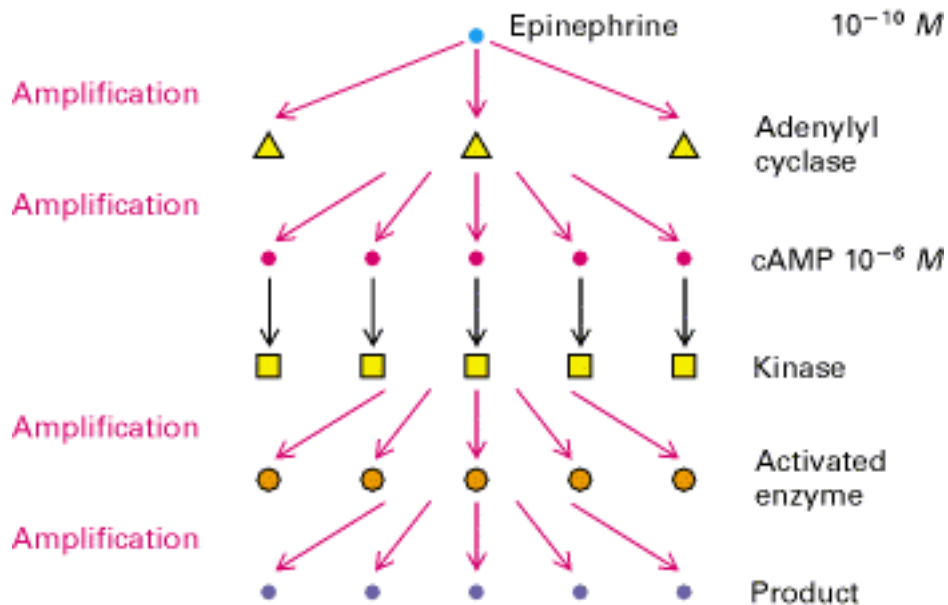 Epinephrine 10⁻¹⁰ M
Amplification
Adenylyl
cyclase
Amplification
cAMP 10⁻⁶ M
Kinase
Amplification
Activated
enzyme
Amplification
Product